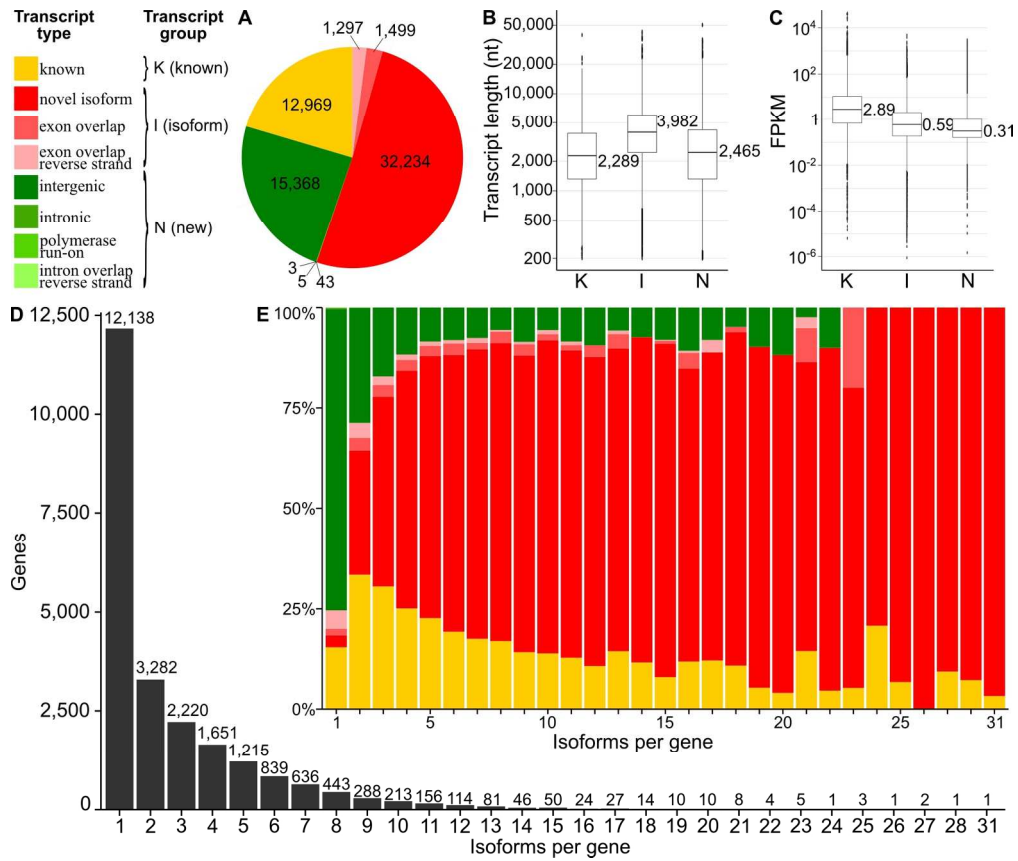 Transcript type
Transcript group
known
K (known)
novel isoform
exon overlap
exon overlap reverse strand
I (isoform)
intergenic
intronic
polymerase run-on
intron overlap reverse strand
N (new)
A
1,297
1,499
12,969
32,234
15,368
3
5
43
B
Transcript length (nt)
50,000
20,000
10,000
5,000
2,000
1,000
500
200
2,289
3,982
2,465
K I N
C
FPKM
10⁴
10²
1
10⁻²
10⁻⁴
10⁻⁶
2.89
0.59
0.31
K I N
D
Genes
12,500
10,000
7,500
5,000
2,500
0
12,138
3,282
2,220
1,651
1,215
839
636
443 288 213 156 114 81 46 50 24 27 14 10 10 8 4 5 1 3 1 2 1 1
1 2 3 4 5 6 7 8 9 10 11 12 13 14 15 16 17 18 19 20 21 22 23 24 25 26 27 28 31
Isoforms per gene
E
100%
75%
50%
25%
0%
1 5 10 15 20 25 31
Isoforms per gene